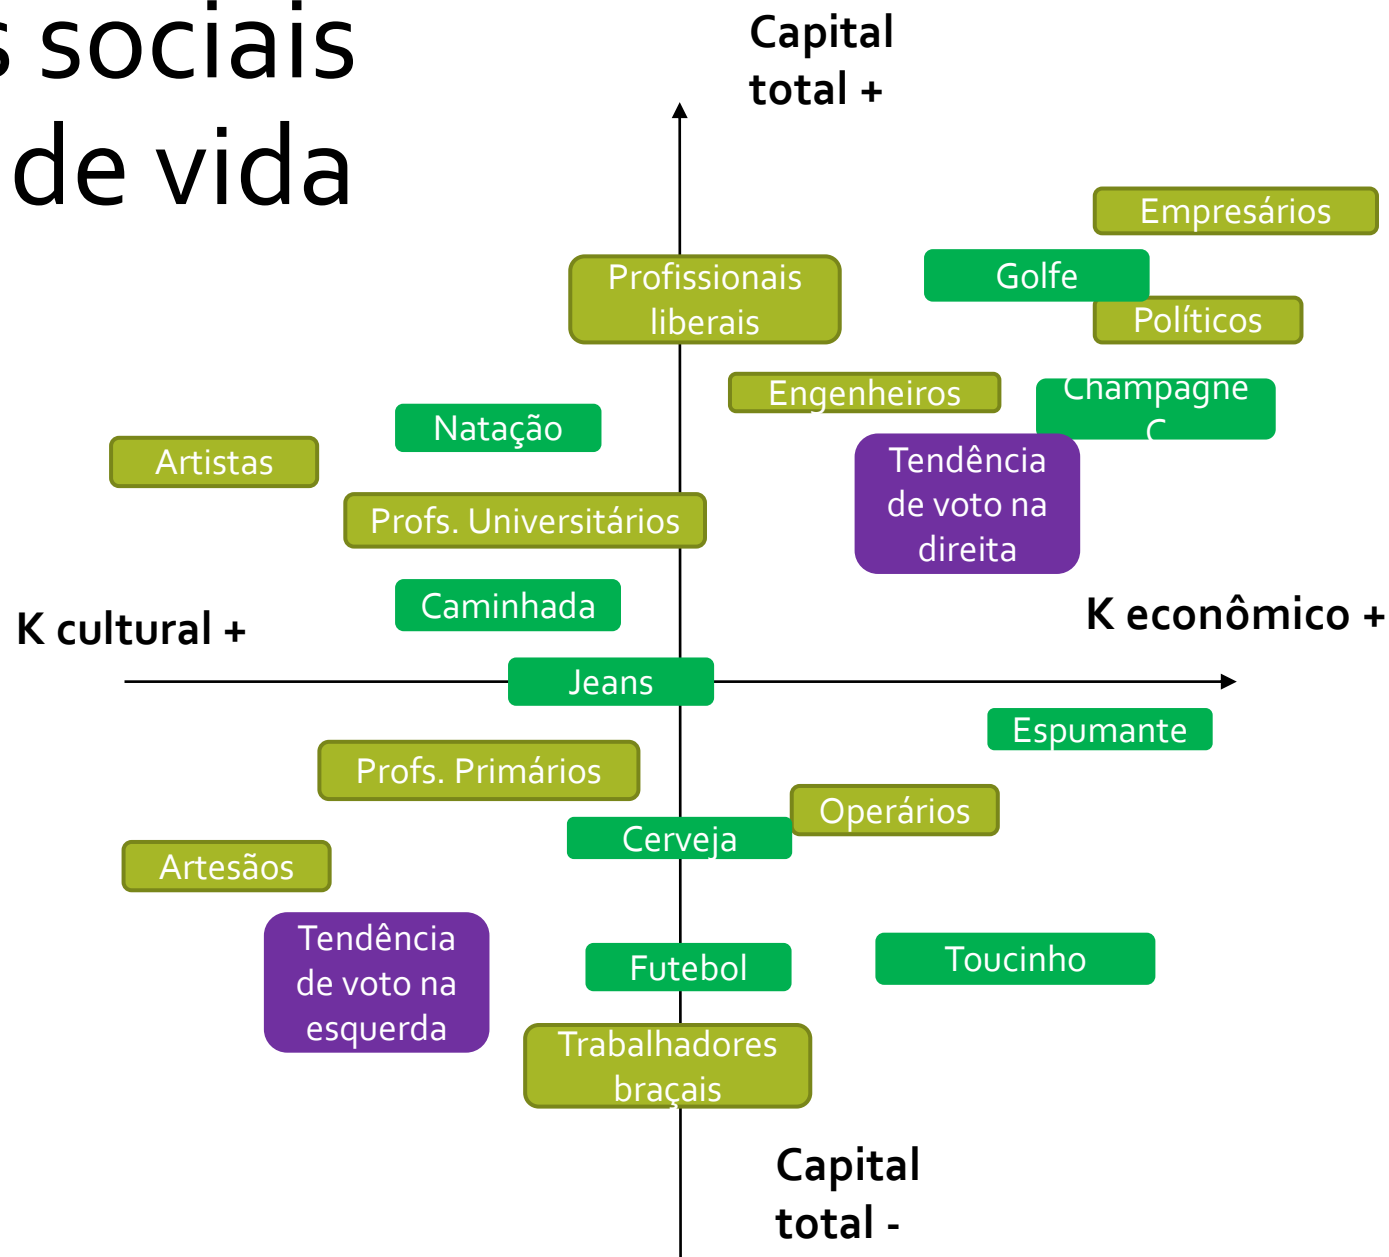 s sociais
de vida
Capital
total +
Empresários
Golfe
Profissionais
liberais
Políticos
Engenheiros
Champagne
C
Natação
Artistas
Tendência
de voto na
direita
Profs. Universitários
Caminhada
K cultural +
K econômico +
Jeans
Espumante
Profs. Primários
Operários
Cerveja
Artesãos
Tendência
de voto na
esquerda
Futebol
Toucinho
Trabalhadores
braçais
Capital
total -